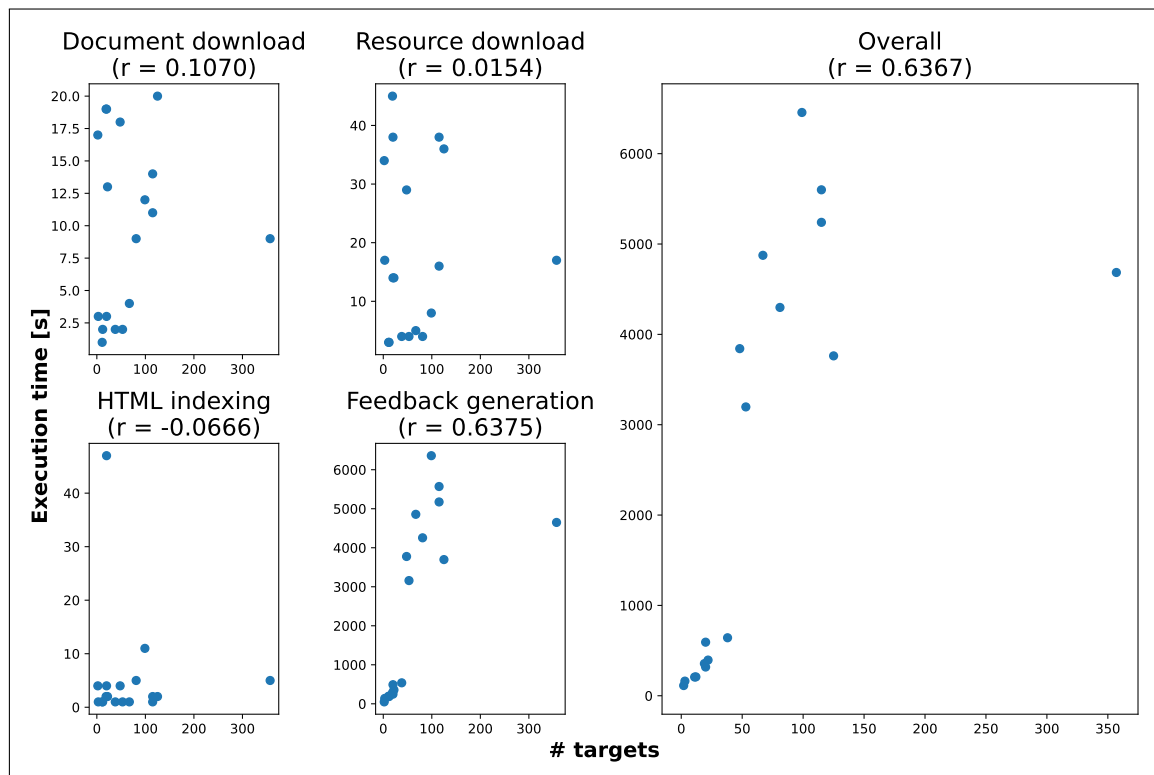 Document download
(r = 0.1070)
20.0
17.5
15.0
12.5
10.0
7.5
5.0
2.5
0 100 200 300
Resource download
(r = 0.0154)
40
30
20
10
0 100 200 300
Overall
(r = 0.6367)
6000
5000
4000
3000
2000
1000
0
0 50 100 150 200 250 300 350
HTML indexing
(r = -0.0666)
40
30
20
10
0
0 100 200 300
Feedback generation
(r = 0.6375)
6000
5000
4000
3000
2000
1000
0
0 100 200 300
Execution time [s]
# targets